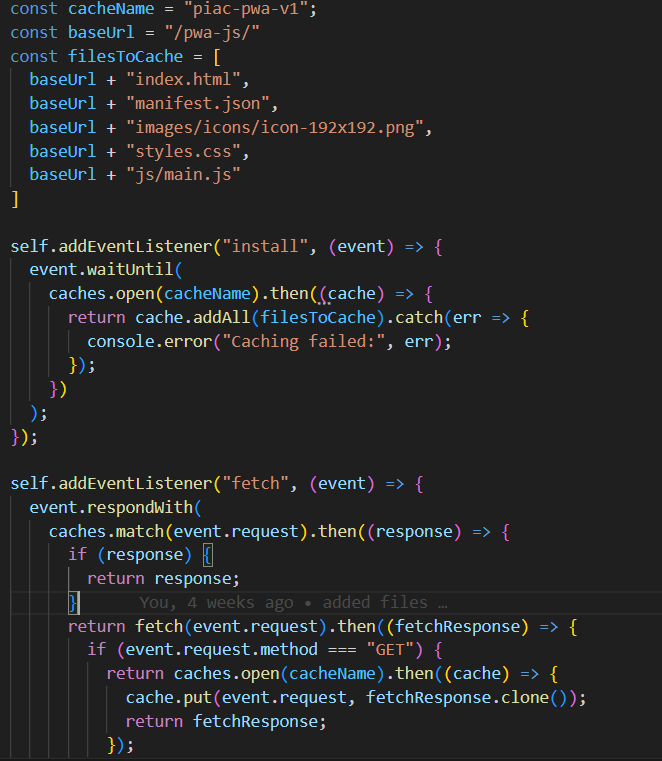 const cacheName = "piac-pwa-v1";
const baseUrl = "/pwa-js/"
const filesToCache = [
  baseUrl + "index.html",
  baseUrl + "manifest.json",
  baseUrl + "images/icons/icon-192x192.png",
  baseUrl + "styles.css",
  baseUrl + "js/main.js"
]

self.addEventListener("install", (event) => {
  event.waitUntil(
    caches.open(cacheName).then((cache) => {
      return cache.addAll(filesToCache).catch(err => {
        console.error("Caching failed:", err);
      });
    })
  );
});

self.addEventListener("fetch", (event) => {
  event.respondWith(
    caches.match(event.request).then((response) => {
      if (response) {
        return response;
      }      You, 4 weeks ago • added files …
      return fetch(event.request).then((fetchResponse) => {
        if (event.request.method === "GET") {
          return caches.open(cacheName).then((cache) => {
            cache.put(event.request, fetchResponse.clone());
            return fetchResponse;
          });